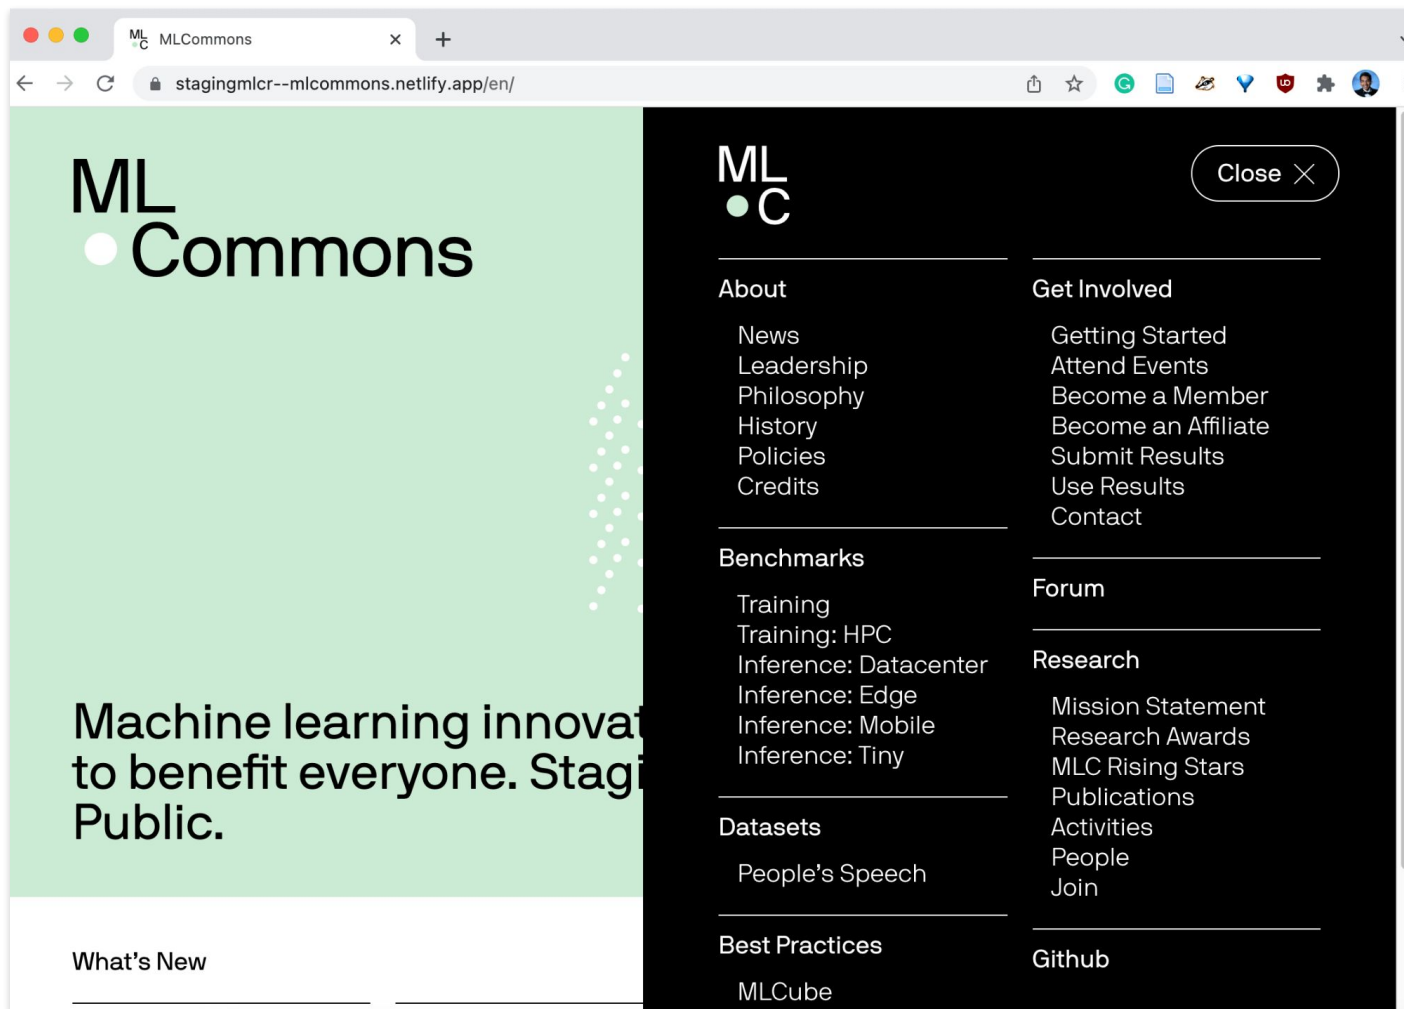 MLCommons
stagingmlcr--mlcommons.netlify.app/en/
ML
Commons
Machine learning innovat
to benefit everyone. Stagi
Public.
What's New
ML
C
Close
About
News
Leadership
Philosophy
History
Policies
Credits
Benchmarks
Training
Training: HPC
Inference: Datacenter
Inference: Edge
Inference: Mobile
Inference: Tiny
Datasets
People's Speech
Best Practices
MLCube
Get Involved
Getting Started
Attend Events
Become a Member
Become an Affiliate
Submit Results
Use Results
Contact
Forum
Research
Mission Statement
Research Awards
MLC Rising Stars
Publications
Activities
People
Join
Github